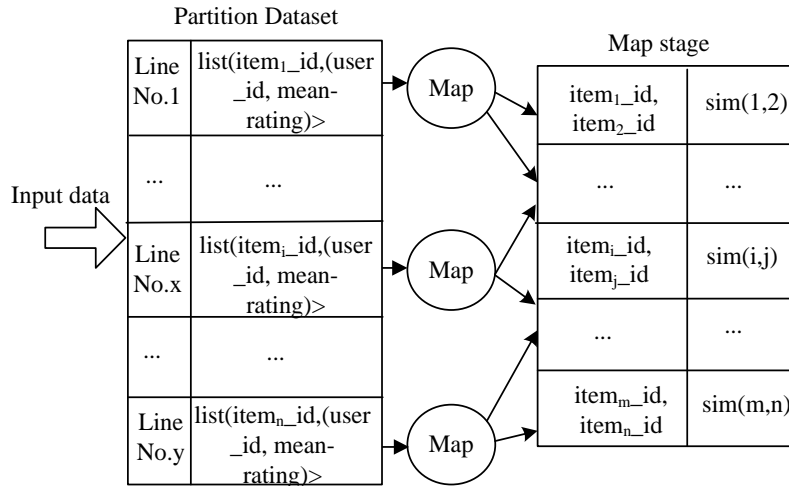 Partition Dataset
Map stage
Input data
Line
No.1
list(item₁_id,(user
_id, mean-
rating)>
Map
item₁_id,
item₂_id
sim(1,2)
...
...
...
...
Line
No.x
list(itemᵢ_id,(user
_id, mean-
rating)>
Map
itemᵢ_id,
itemⱼ_id
sim(i,j)
...
...
...
...
Line
No.y
list(itemₙ_id,(user
_id, mean-
rating)>
Map
itemₘ_id,
itemₙ_id
sim(m,n)